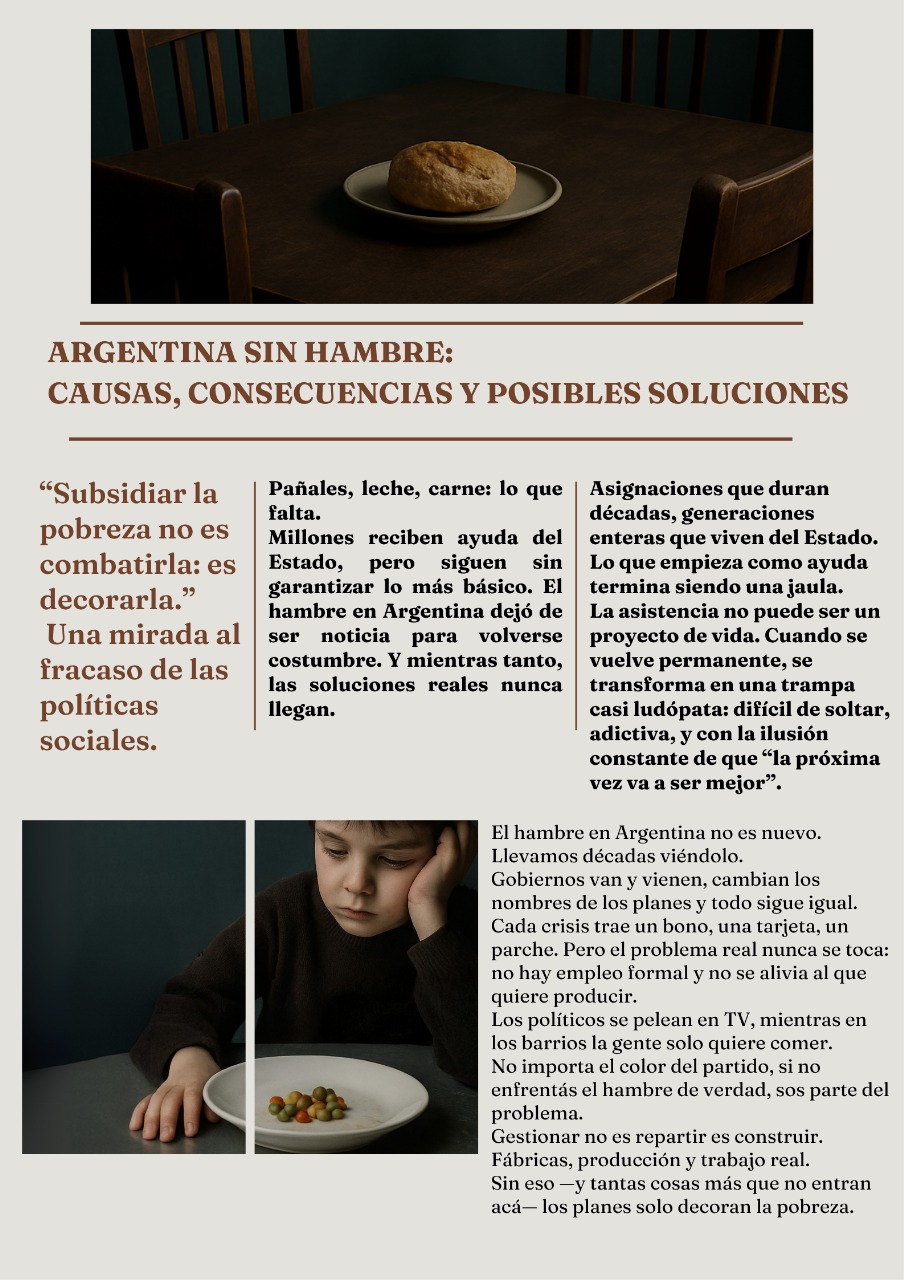 ARGENTINA SIN HAMBRE:
CAUSAS, CONSECUENCIAS Y POSIBLES SOLUCIONES
“Subsidiar la
pobreza no es
combatirla: es
decorarla.”
Una mirada al
fracaso de las
políticas
sociales.
Pañales, leche, carne: lo que
falta.
Millones reciben ayuda del
Estado, pero siguen sin
garantizar lo más básico. El
hambre en Argentina dejó de
ser noticia para volverse
costumbre. Y mientras tanto,
las soluciones reales nunca
llegan.
Asignaciones que duran
décadas, generaciones
enteras que viven del Estado.
Lo que empieza como ayuda
termina siendo una jaula.
La asistencia no puede ser un
proyecto de vida. Cuando se
vuelve permanente, se
transforma en una trampa
casi ludópata: difícil de soltar,
adictiva, y con la ilusión
constante de que “la próxima
vez va a ser mejor”.
El hambre en Argentina no es nuevo.
Llevamos décadas viéndolo.
Gobiernos van y vienen, cambian los
nombres de los planes y todo sigue igual.
Cada crisis trae un bono, una tarjeta, un
parche. Pero el problema real nunca se toca:
no hay empleo formal y no se alivia al que
quiere producir.
Los políticos se pelean en TV, mientras en
los barrios la gente solo quiere comer.
No importa el color del partido, si no
enfrentás el hambre de verdad, sos parte del
problema.
Gestionar no es repartir es construir.
Fábricas, producción y trabajo real.
Sin eso —y tantas cosas más que no entran
acá— los planes solo decoran la pobreza.